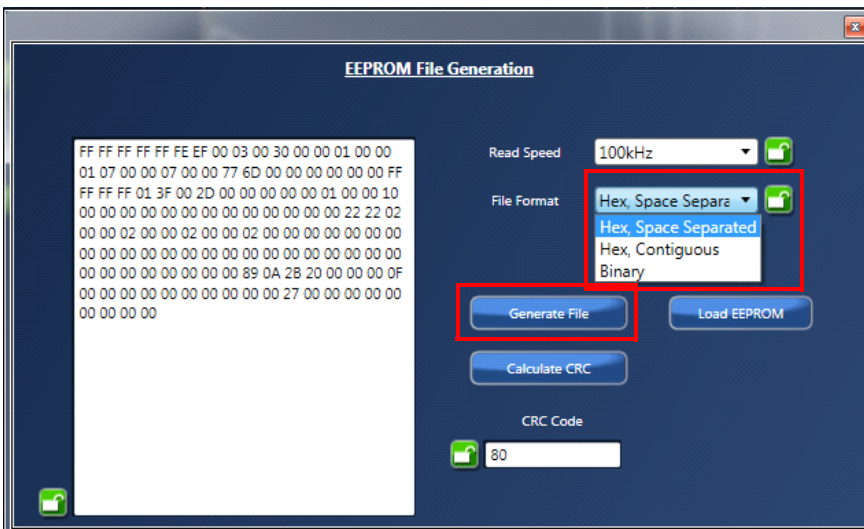 EEPROM File Generation
FF FF FF FF FF FE EF 00 03 00 30 00 00 01 00 00
01 07 00 00 07 00 00 77 6D 00 00 00 00 00 00 FF
FF FF FF 01 3F 00 2D 00 00 00 00 00 01 00 00 10
00 00 00 00 00 00 00 00 00 00 00 00 00 22 22 02
00 00 02 00 00 02 00 00 02 00 00 00 00 00 00 00
00 00 00 00 00 00 00 00 00 00 00 00 00 00 00 00
00 00 00 00 00 00 00 00 89 0A 2B 20 00 00 00 0F
00 00 00 00 00 00 00 00 00 00 27 00 00 00 00 00
00 00 00 00
Read Speed
100kHz
File Format
Hex, Space Separa
Hex, Space Separated
Hex, Contiguous
Binary
Generate File
Load EEPROM
Calculate CRC
CRC Code
80